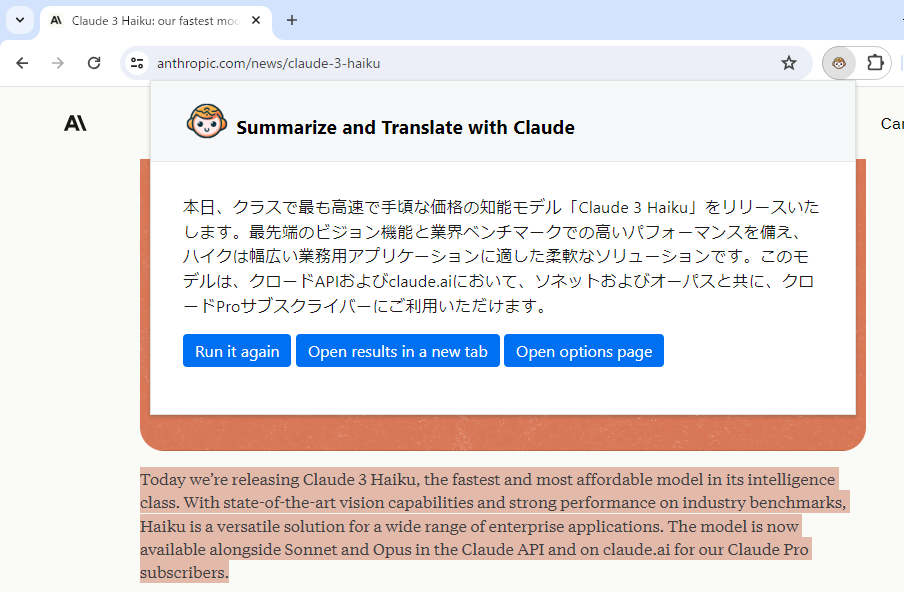 Claude 3 Haiku: our fastest mod
anthropic.com/news/claude-3-haiku
Summarize and Translate with Claude
本日、クラスで最も高速で手頃な価格の知能モデル「Claude 3 Haiku」をリリースいた
します。最先端のビジョン機能と業界ベンチマークでの高いパフォーマンスを備え、
ハイクは幅広い業務用アプリケーションに適した柔軟なソリューションです。このモ
デルは、クロードAPIおよびclaude.aiにおいて、ソネットおよびオーパスと共に、クロ
ードProサブスクライバーにご利用いただけます。
Run it again Open results in a new tab Open options page
Today we’re releasing Claude 3 Haiku, the fastest and most affordable model in its intelligence
class. With state-of-the-art vision capabilities and strong performance on industry benchmarks,
Haiku is a versatile solution for a wide range of enterprise applications. The model is now
available alongside Sonnet and Opus in the Claude API and on claude.ai for our Claude Pro
subscribers.